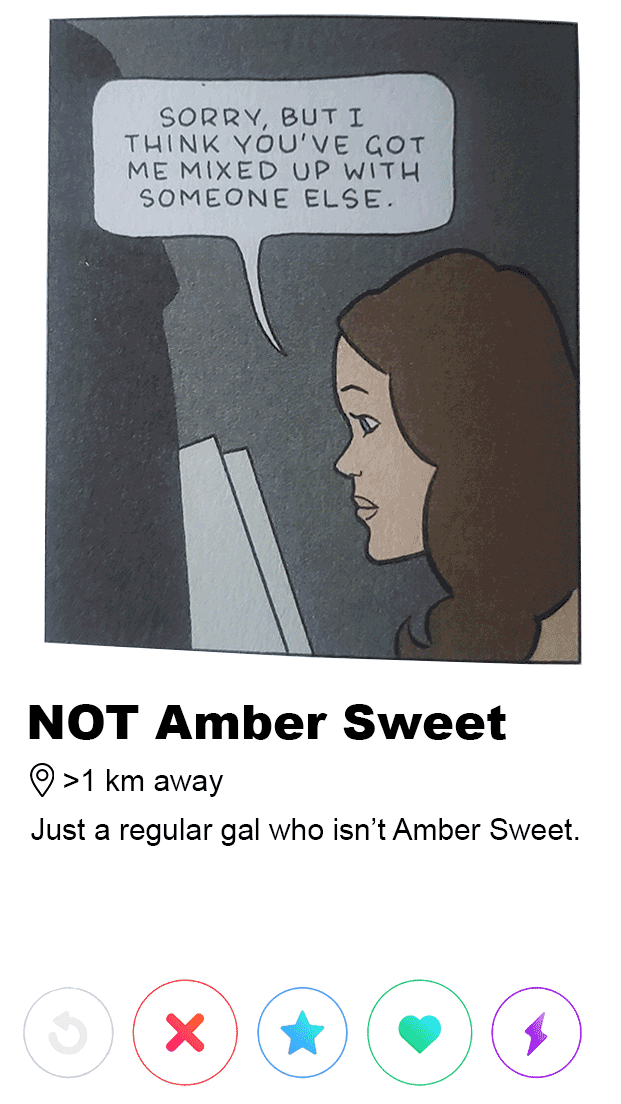 SORRY, BUT I
THINK YOU'VE GOT
ME MIXED UP WITH
SOMEONE ELSE.
NOT Amber Sweet
>1 km away
Just a regular gal who isn’t Amber Sweet.